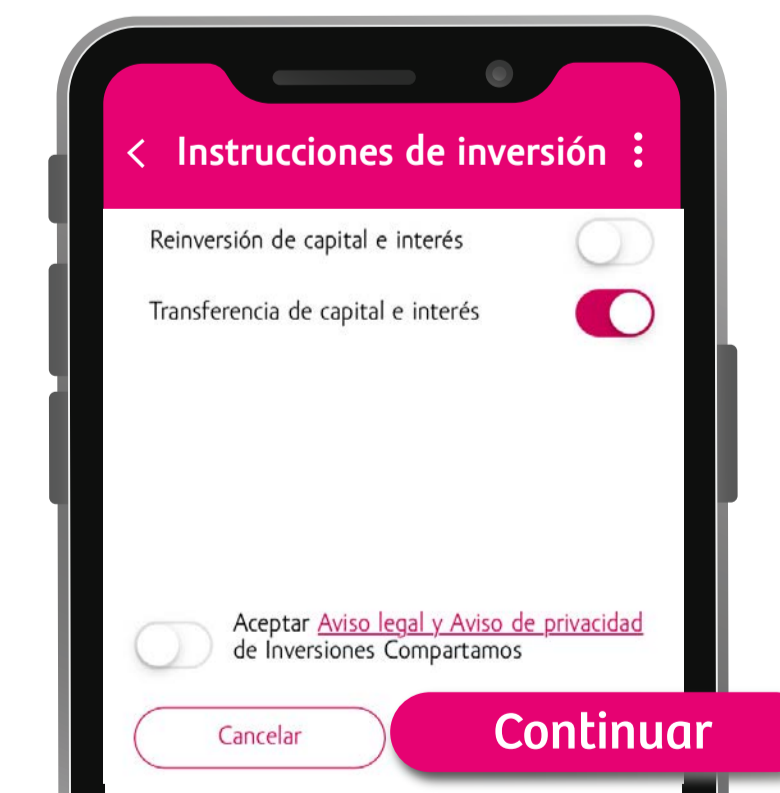 Instrucciones de inversión
Reinversión de capital e interés
Transferencia de capital e interés
Aceptar Aviso legal y Aviso de privacidad
de Inversiones Compartamos
Cancelar
Continuar